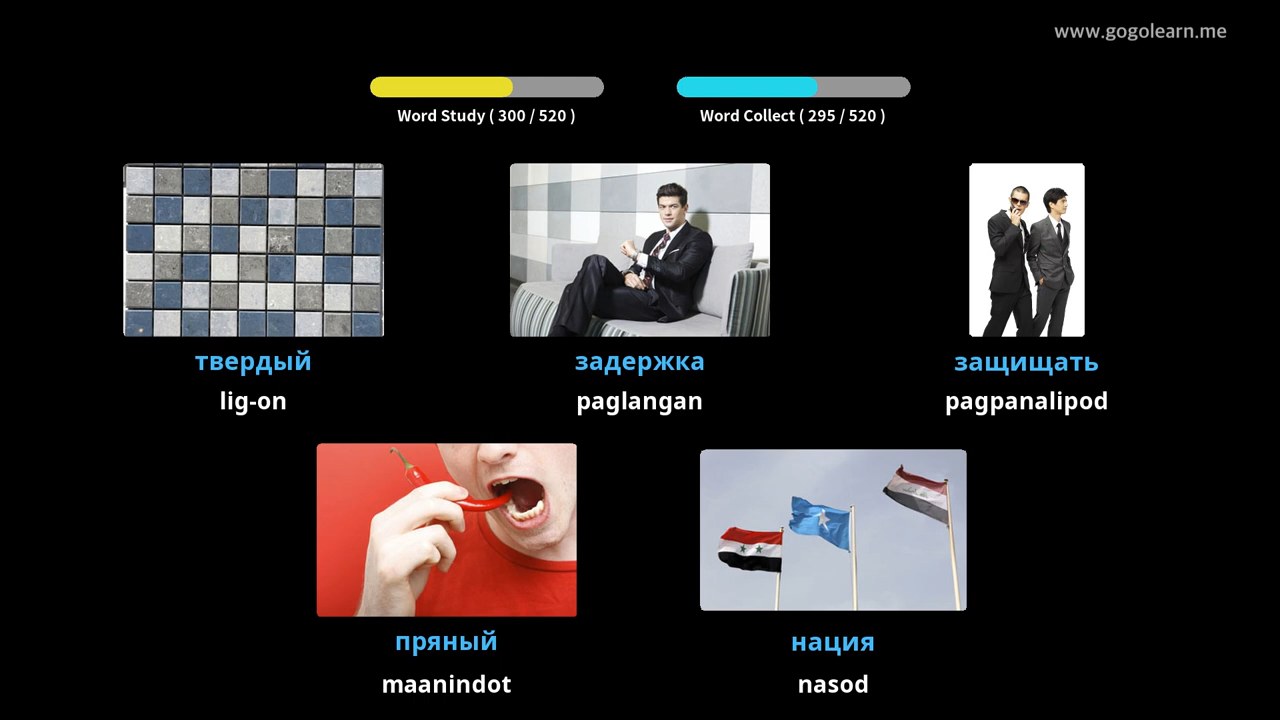 www.gogolearn.me
Word Study ( 300 / 520 )
Word Collect ( 295 / 520 )
твердый
lig-on
задержка
paglangan
защищать
pagpanalipod
пряный
maanindot
нация
nasod